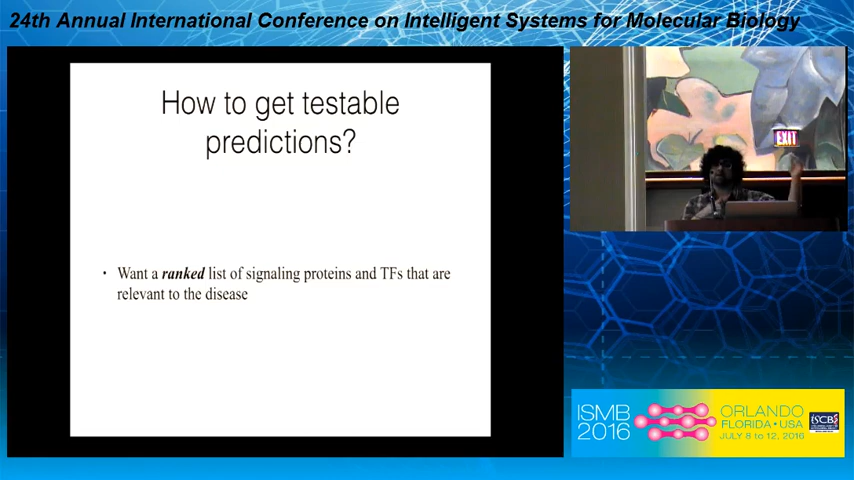 24th Annual International Conference on Intelligent Systems for Molecular Biology
How to get testable
predictions?
• Want a ranked list of signaling proteins and TFs that are
relevant to the disease
EXIT
ISMB
2016
ORLANDO
FLORIDA • USA
JULY 8 to 12, 2016
ISCB